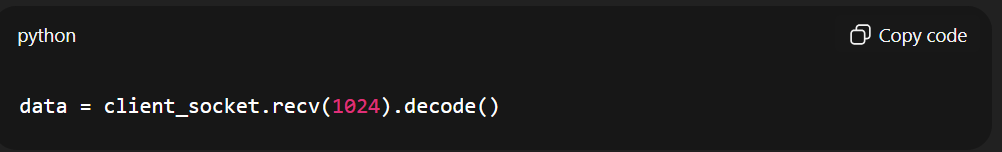 python
Copy code
data = client_socket.recv(1024).decode()